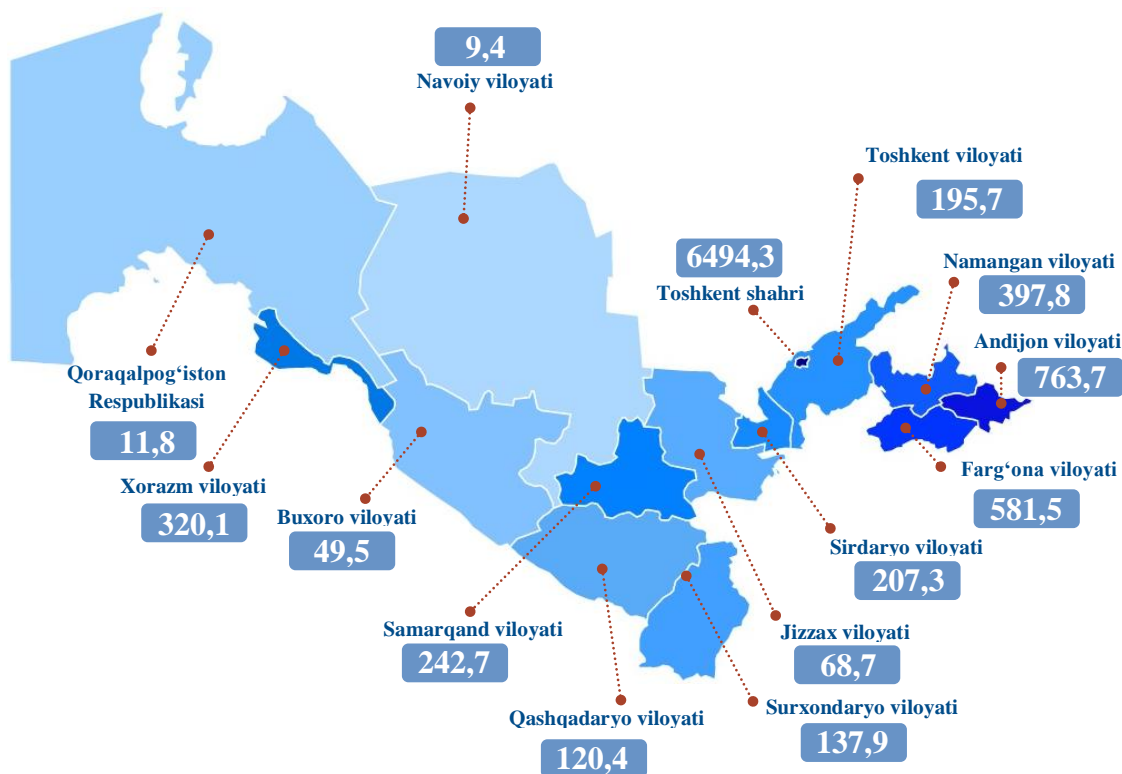 9,4
Navoiy viloyati
Toshkent viloyati
195,7
6494,3
Toshkent shahri
Namangan viloyati
397,8
Andijon viloyati
763,7
Qoraqalpog‘iston
Respublikasi
11,8
Xorazm viloyati
320,1
Buxoro viloyati
49,5
Farg‘ona viloyati
581,5
Sirdaryo viloyati
207,3
Samarqand viloyati
242,7
Jizzax viloyati
68,7
Qashqadaryo viloyati
120,4
Surxondaryo viloyati
137,9